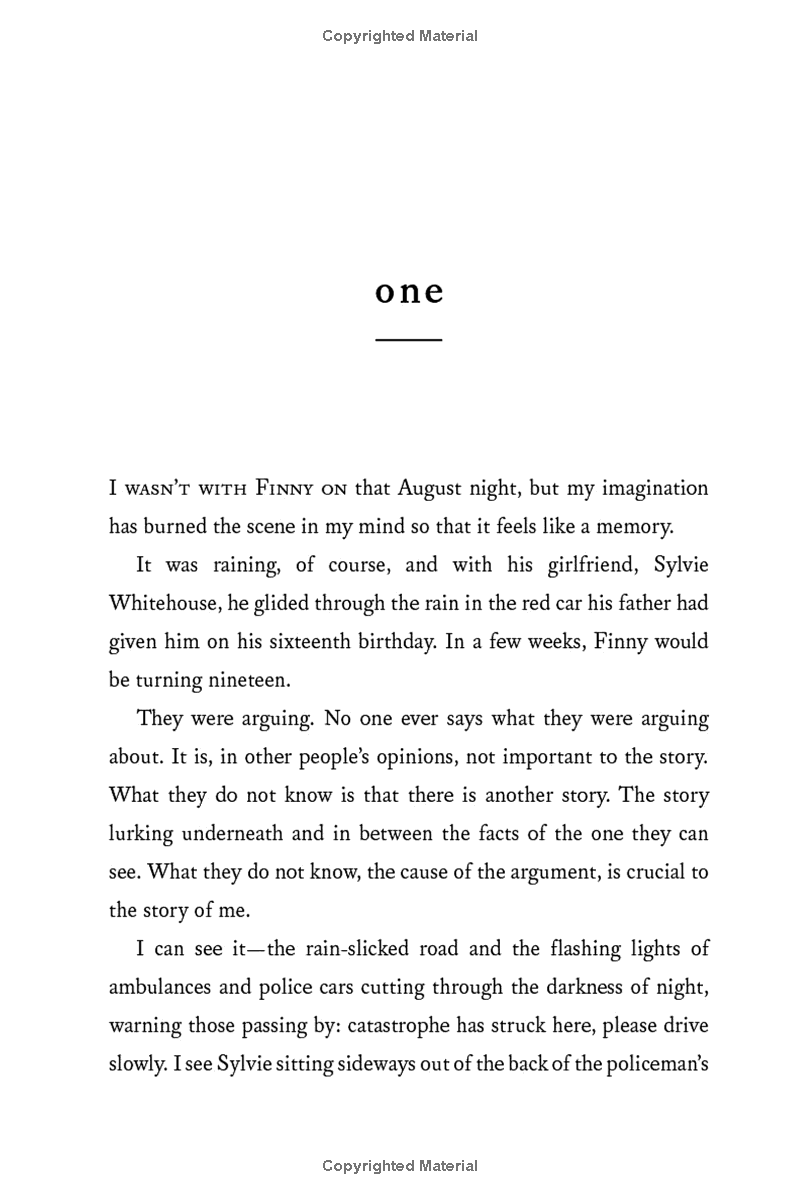 Copyrighted Material
one
I WASN'T WITH FINNY ON that August night, but my imagination
has burned the scene in my mind so that it feels like a memory.
It was raining, of course, and with his girlfriend, Sylvie
Whitehouse, he glided through the rain in the red car his father had
given him on his sixteenth birthday. In a few weeks, Finny would
be turning nineteen.
They were arguing. No one ever says what they were arguing
about. It is, in other people's opinions, not important to the story.
What they do not know is that there is another story. The story
lurking underneath and in between the facts of the one they can
see. What they do not know, the cause of the argument, is crucial to
the story of me.
I can see it—the rain-slicked road and the flashing lights of
ambulances and police cars cutting through the darkness of night,
warning those passing by: catastrophe has struck here, please drive
slowly. I see Sylvie sitting sideways out of the back of the policeman's
Copyrighted Material